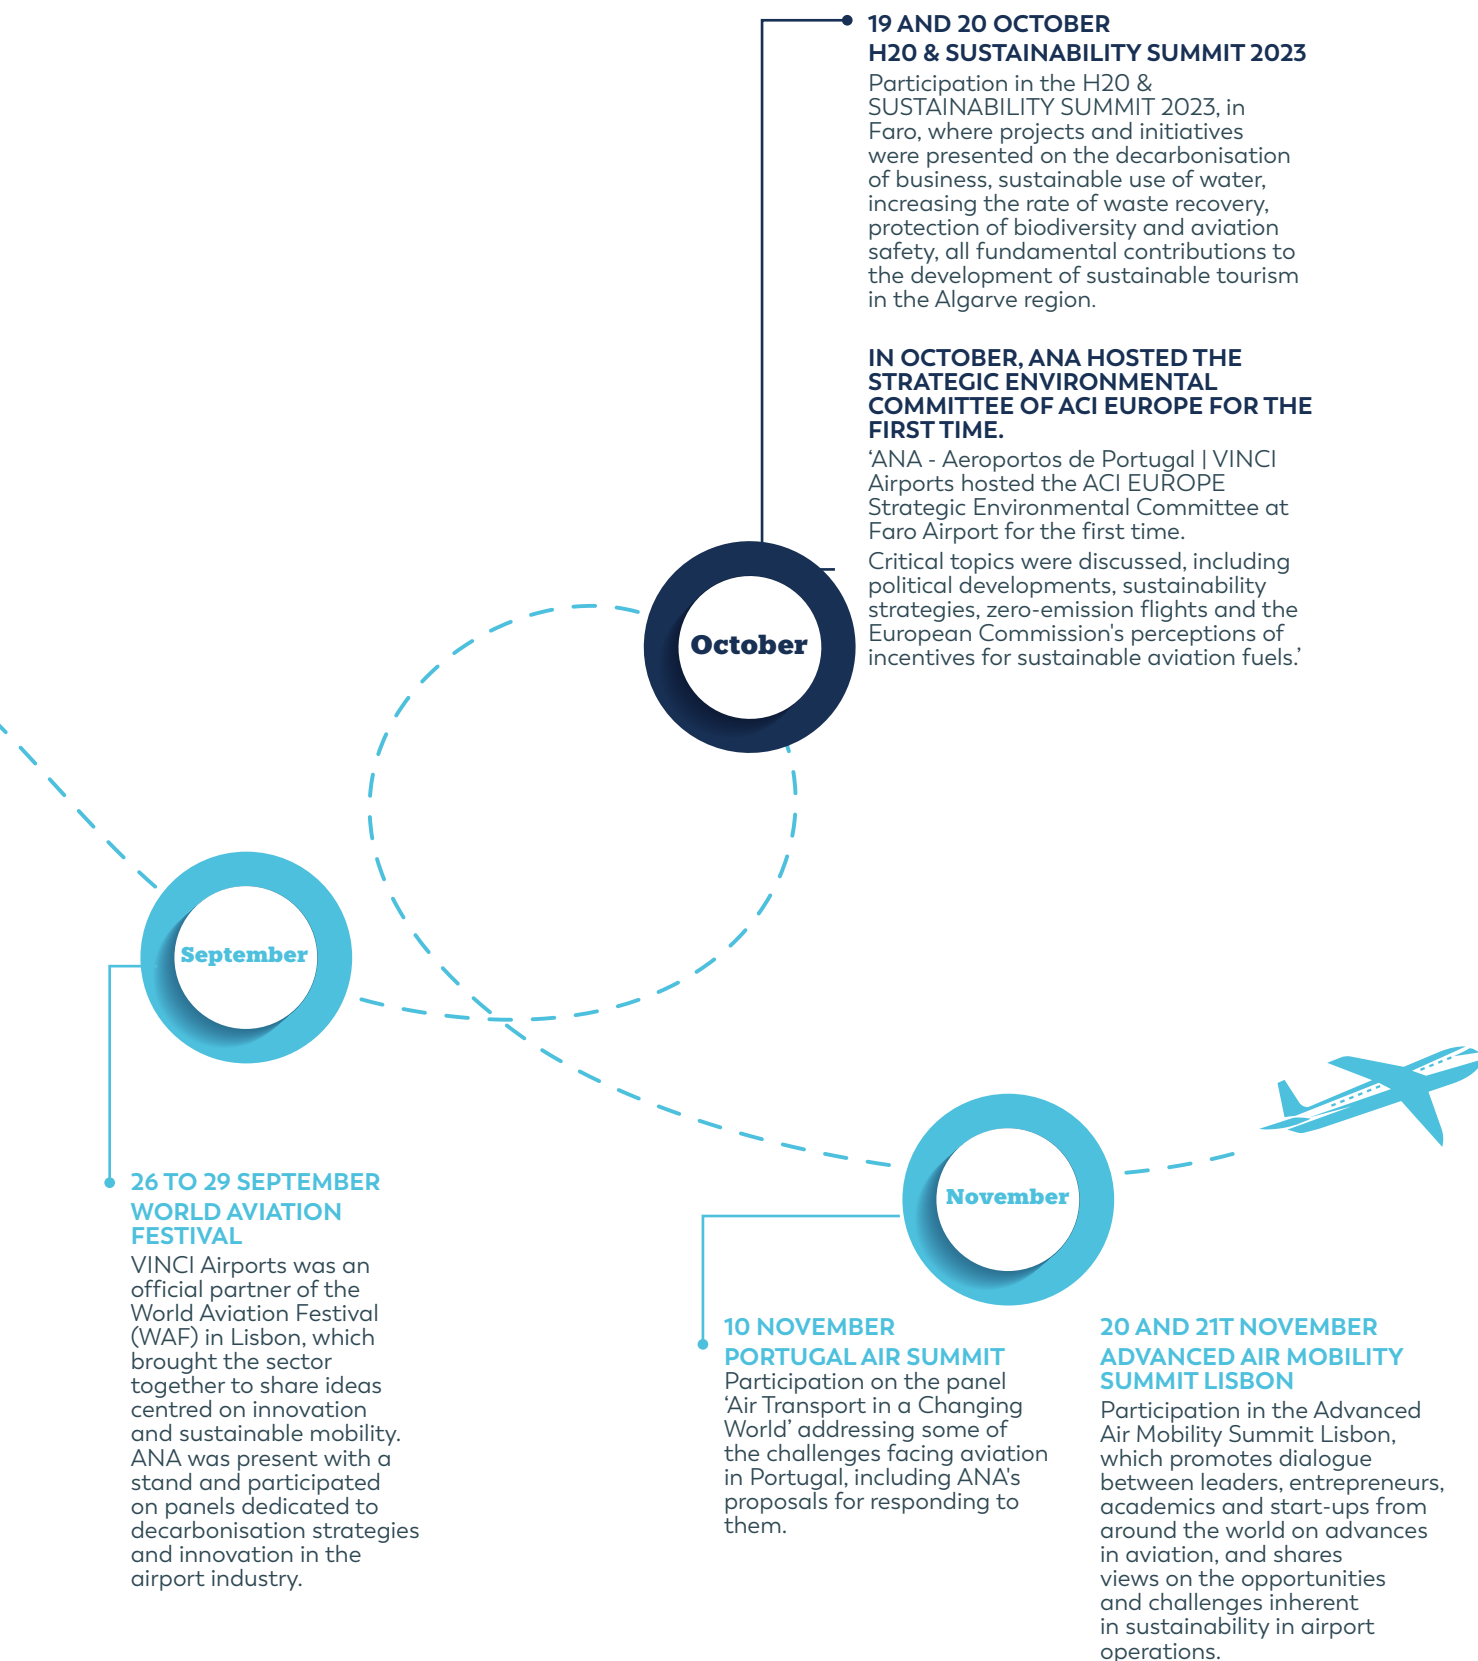 19 AND 20 OCTOBER
H20 & SUSTAINABILITY SUMMIT 2023
Participation in the H20 &
SUSTAINABILITY SUMMIT 2023, in
Faro, where projects and initiatives
were presented on the decarbonisation
of business, sustainable use of water,
increasing the rate of waste recovery,
protection of biodiversity and aviation
safety, all fundamental contributions to
the development of sustainable tourism
in the Algarve region.
IN OCTOBER, ANA HOSTED THE
STRATEGIC ENVIRONMENTAL
COMMITTEE OF ACI EUROPE FOR THE
FIRST TIME.
‘ANA - Aeroportos de Portugal | VINCI
Airports hosted the ACI EUROPE
Strategic Environmental Committee at
Faro Airport for the first time.
Critical topics were discussed, including
political developments, sustainability
strategies, zero-emission flights and the
European Commission's perceptions of
incentives for sustainable aviation fuels.’
October
September
26 TO 29 SEPTEMBER
WORLD AVIATION
FESTIVAL
VINCI Airports was an
official partner of the
World Aviation Festival
(WAF) in Lisbon, which
brought the sector
together to share ideas
centred on innovation
and sustainable mobility.
ANA was present with a
stand and participated
on panels dedicated to
decarbonisation strategies
and innovation in the
airport industry.
November
10 NOVEMBER
PORTUGAL AIR SUMMIT
Participation on the panel
‘Air Transport in a Changing
World’ addressing some of
the challenges facing aviation
in Portugal, including ANA's
proposals for responding to
them.
20 AND 21T NOVEMBER
ADVANCED AIR MOBILITY
SUMMIT LISBON
Participation in the Advanced
Air Mobility Summit Lisbon,
which promotes dialogue
between leaders, entrepreneurs,
academics and start-ups from
around the world on advances
in aviation, and shares
views on the opportunities
and challenges inherent
in sustainability in airport
operations.